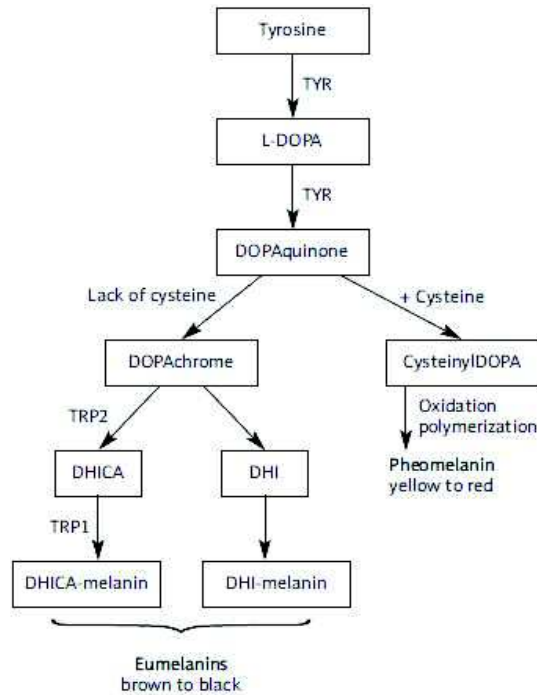 Tyrosine
TYR
L-DOPA
TYR
DOPAquinone
Lack of cysteine
+ Cysteine
DOPAchrome
CysteinylDOPA
TRP2
Oxidation
polymerization
DHICA
DHI
Pheomelanin
yellow to red
TRP1
DHICA-melanin
DHI-melanin
Eumelanins
brown to black